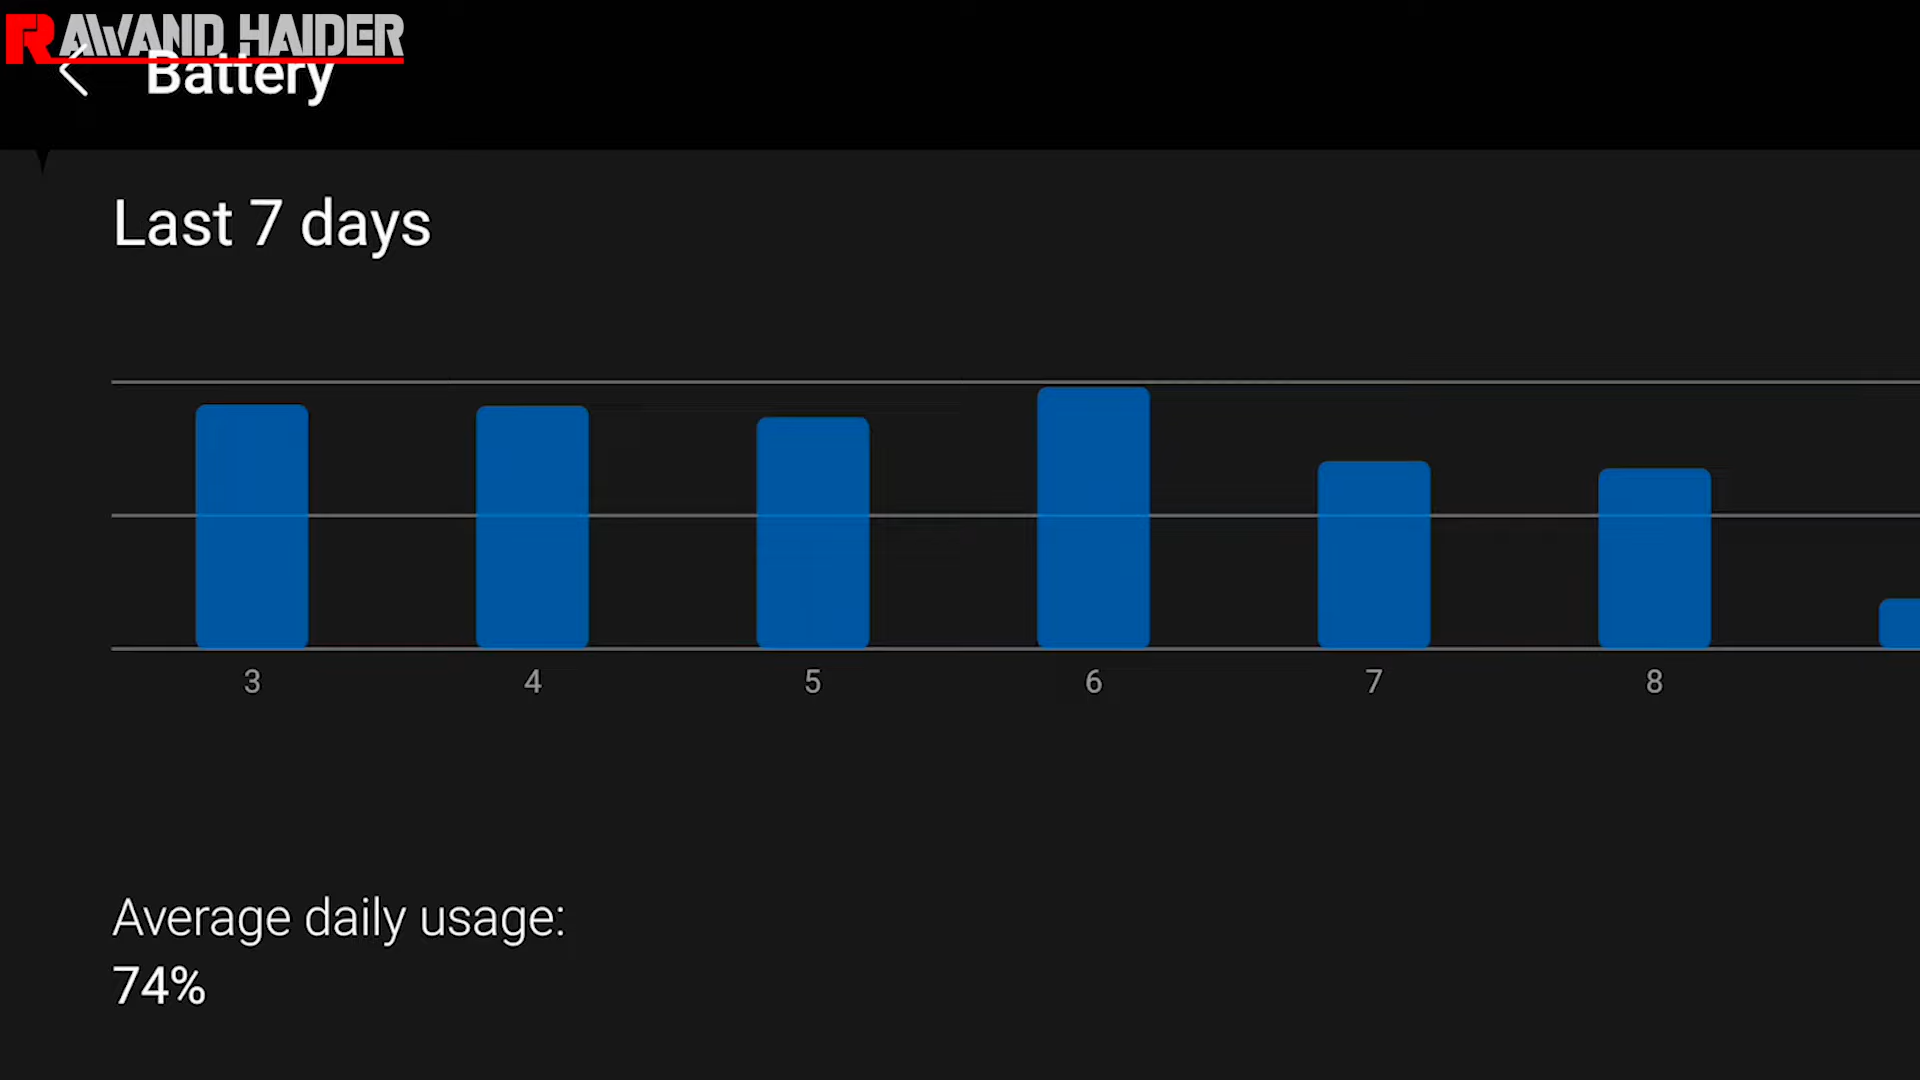 RAWAND HAIDER
Battery
Last 7 days
3 4 5 6 7 8
Average daily usage:
74%